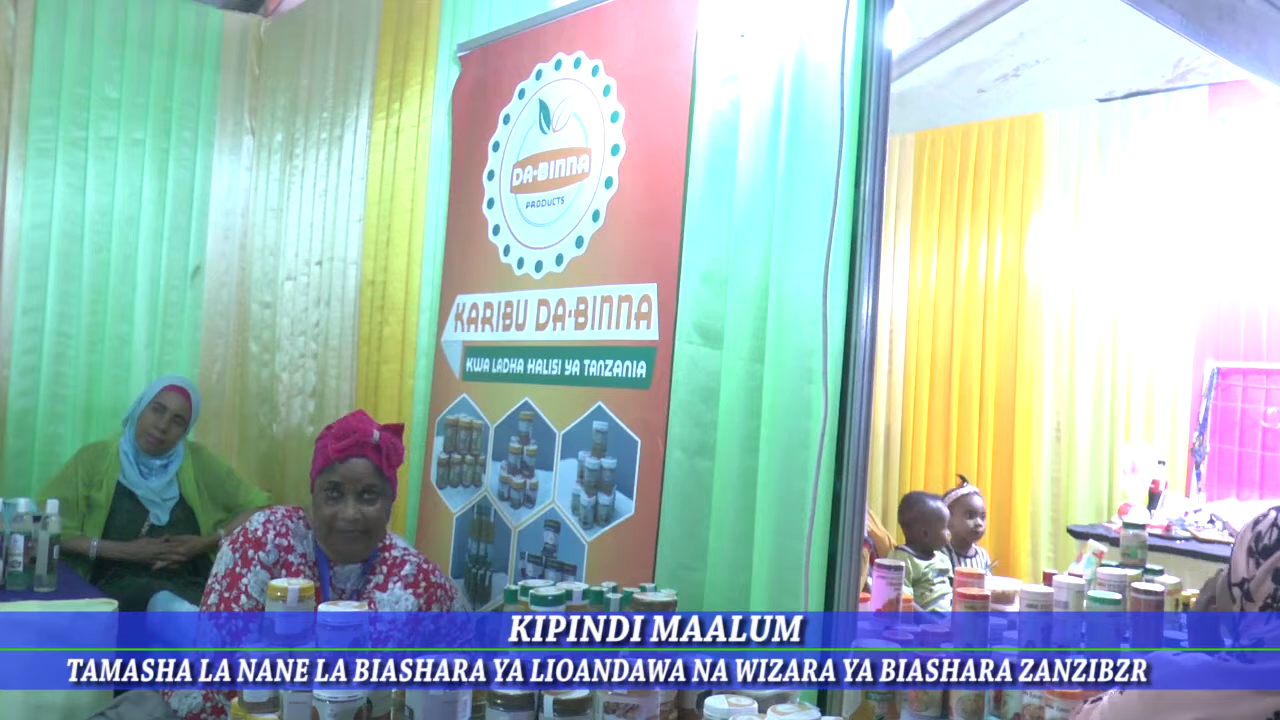 DA·BINNA
PRODUCTS
KARIBU DA·BINNA
KWA LADHA HALISI YA TANZANIA
KIPINDI MAALUM
TAMASHA LA NANE LA BIASHARA YA LIOANDAWA NA WIZARA YA BIASHARA ZANZIBZR